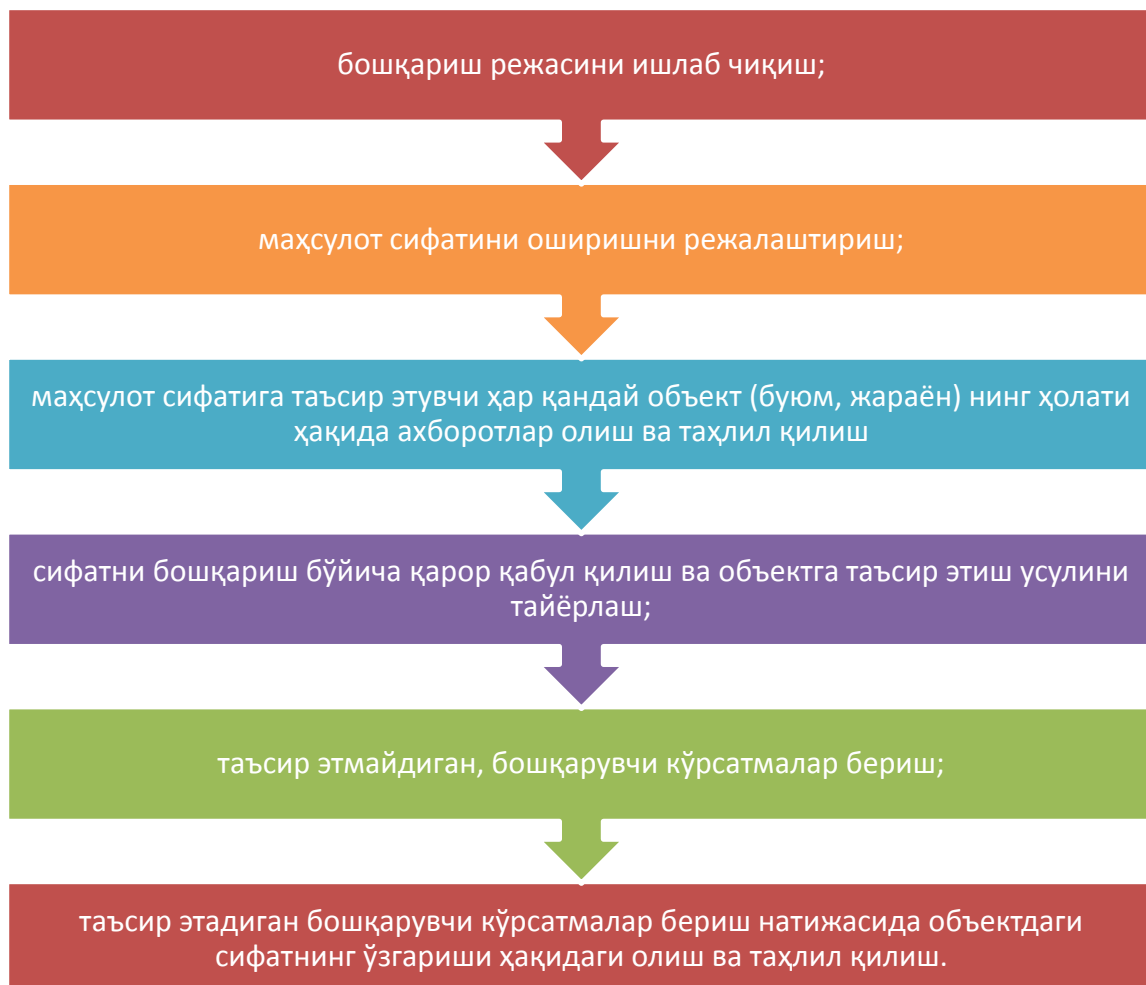 бошқариш режасини ишлаб чиқиш;
маҳсулот сифатини оширишни режалаштириш;
маҳсулот сифатига таъсир этувчи ҳар қандай объект (буюм, жараён) нинг ҳолати
ҳақида ахборотлар олиш ва таҳлил қилиш
сифатни бошқариш бўйича қарор қабул қилиш ва объектга таъсир этиш усулини
тайёрлаш;
таъсир этмайдиган, бошқарувчи кўрсатмалар бериш;
таъсир этадиган бошқарувчи кўрсатмалар бериш натижасида объектдаги
сифатнинг ўзгариши ҳақидаги олиш ва таҳлил қилиш.